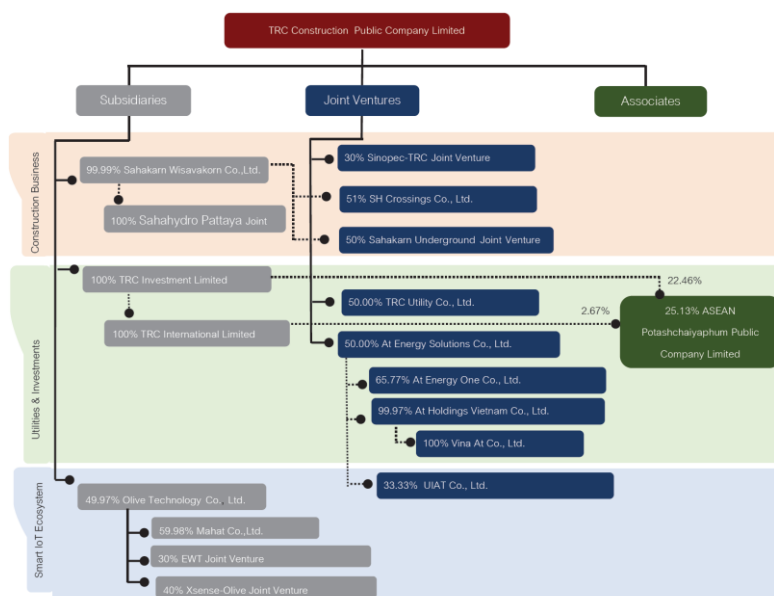 TRC Construction Public Company Limited
Subsidiaries
Joint Ventures
Associates
Construction Business
99.99% Sahakarn Wisavakorn Co.,Ltd.
100% Sahahydro Pattaya Joint
30% Sinopec-TRC Joint Venture
51% SH Crossings Co., Ltd.
50% Sahakarn Underground Joint Venture
Utilities & Investments
100% TRC Investment Limited
100% TRC International Limited
50.00% TRC Utility Co., Ltd.
50.00% At Energy Solutions Co., Ltd.
65.77% At Energy One Co., Ltd.
99.97% At Holdings Vietnam Co., Ltd.
100% Vina At Co., Ltd.
33.33% UIAT Co., Ltd.
22.46%
2.67%
25.13% ASEAN
Potashchaiyaphum Public
Company Limited
Smart IoT Ecosystem
49.97% Olive Technology Co., Ltd.
59.98% Mahat Co.,Ltd.
30% EWT Joint Venture
40% Xsense-Olive Joint Venture